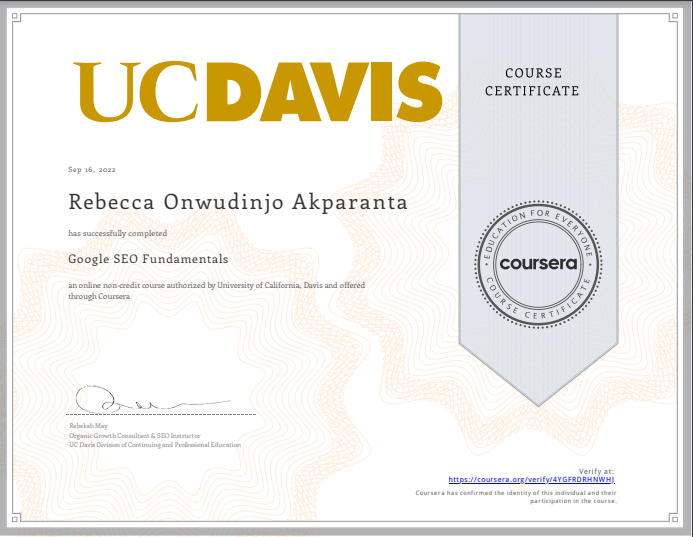 UCDAVIS
COURSE
CERTIFICATE
Sep 16, 2022
Rebecca Onwudinjo Akparanta
has successfully completed
Google SEO Fundamentals
an online non-credit course authorized by University of California, Davis and offered
through Coursera
EDUCATION FOR EVERYONE
coursera
COURSE CERTIFICATE
Rebekah May
Organic Growth Consultant & SEO Instructor
UC Davis Division of Continuing and Professional Education
Verify at:
https://coursera.org/verify/4YGFRDRHNWHJ
Coursera has confirmed the identity of this individual and their
participation in the course.